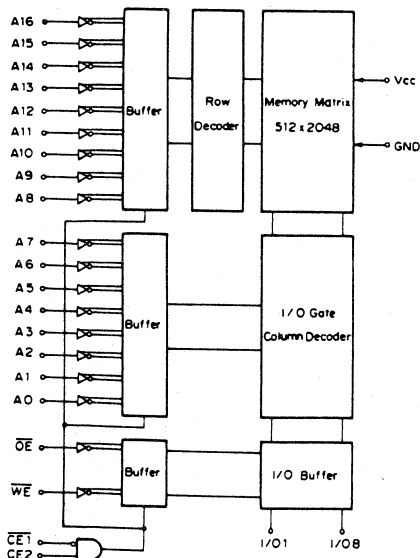 A16
A15
A14
A13
A12
A11
A10
A9
A8
Buffer
Row
Decoder
Memory Matrix
512 x 2048
Vcc
GND
A7
A6
A5
A4
A3
A2
A1
A0
Buffer
I/O Gate
Column Decoder
OE
WE
Buffer
I/O Buffer
CE1
CE2
I/O1
I/O8